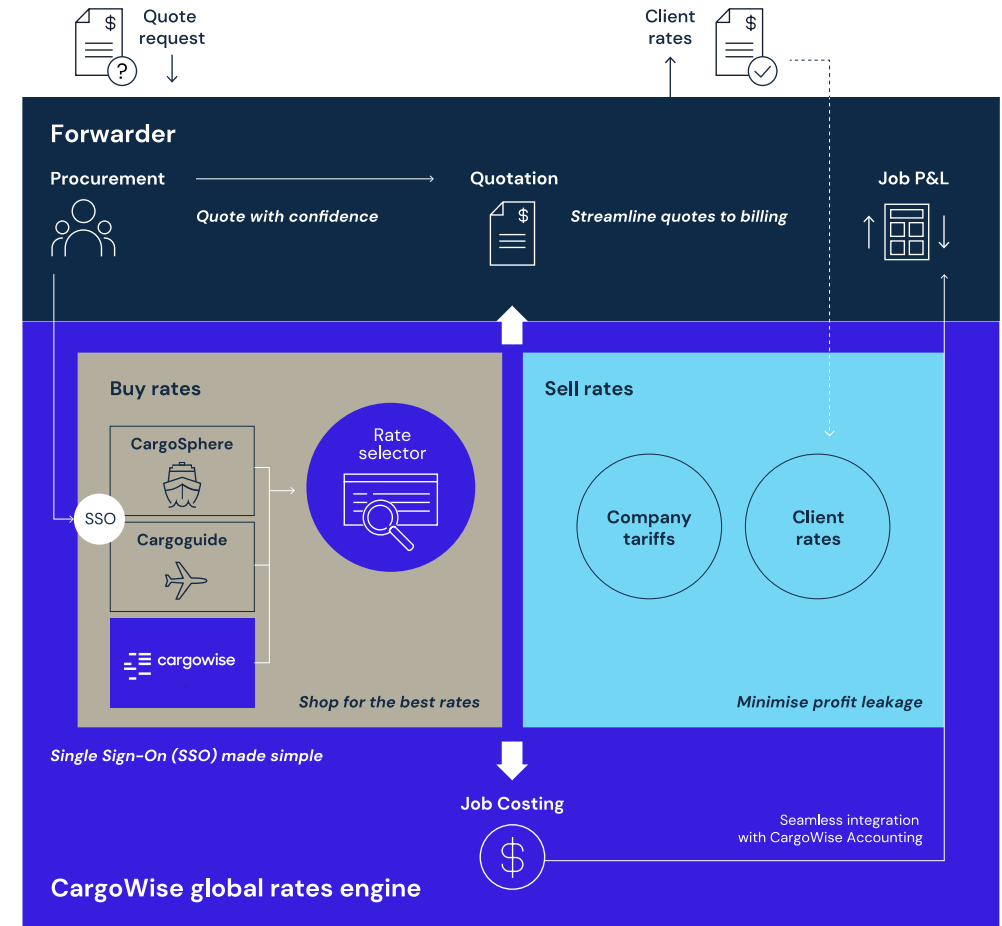 Quote
request
Client
rates
$
?
$
Forwarder
Procurement
Quotation
Job P&L
Quote with confidence
$
Streamline quotes to billing
Buy rates
CargoSphere
SSO
Cargoguide
cargowise
Rate
selector
Shop for the best rates
Sell rates
Company
tariffs
Client
rates
Minimise profit leakage
Single Sign-On (SSO) made simple
Job Costing
$
Seamless integration
with CargoWise Accounting
CargoWise global rates engine